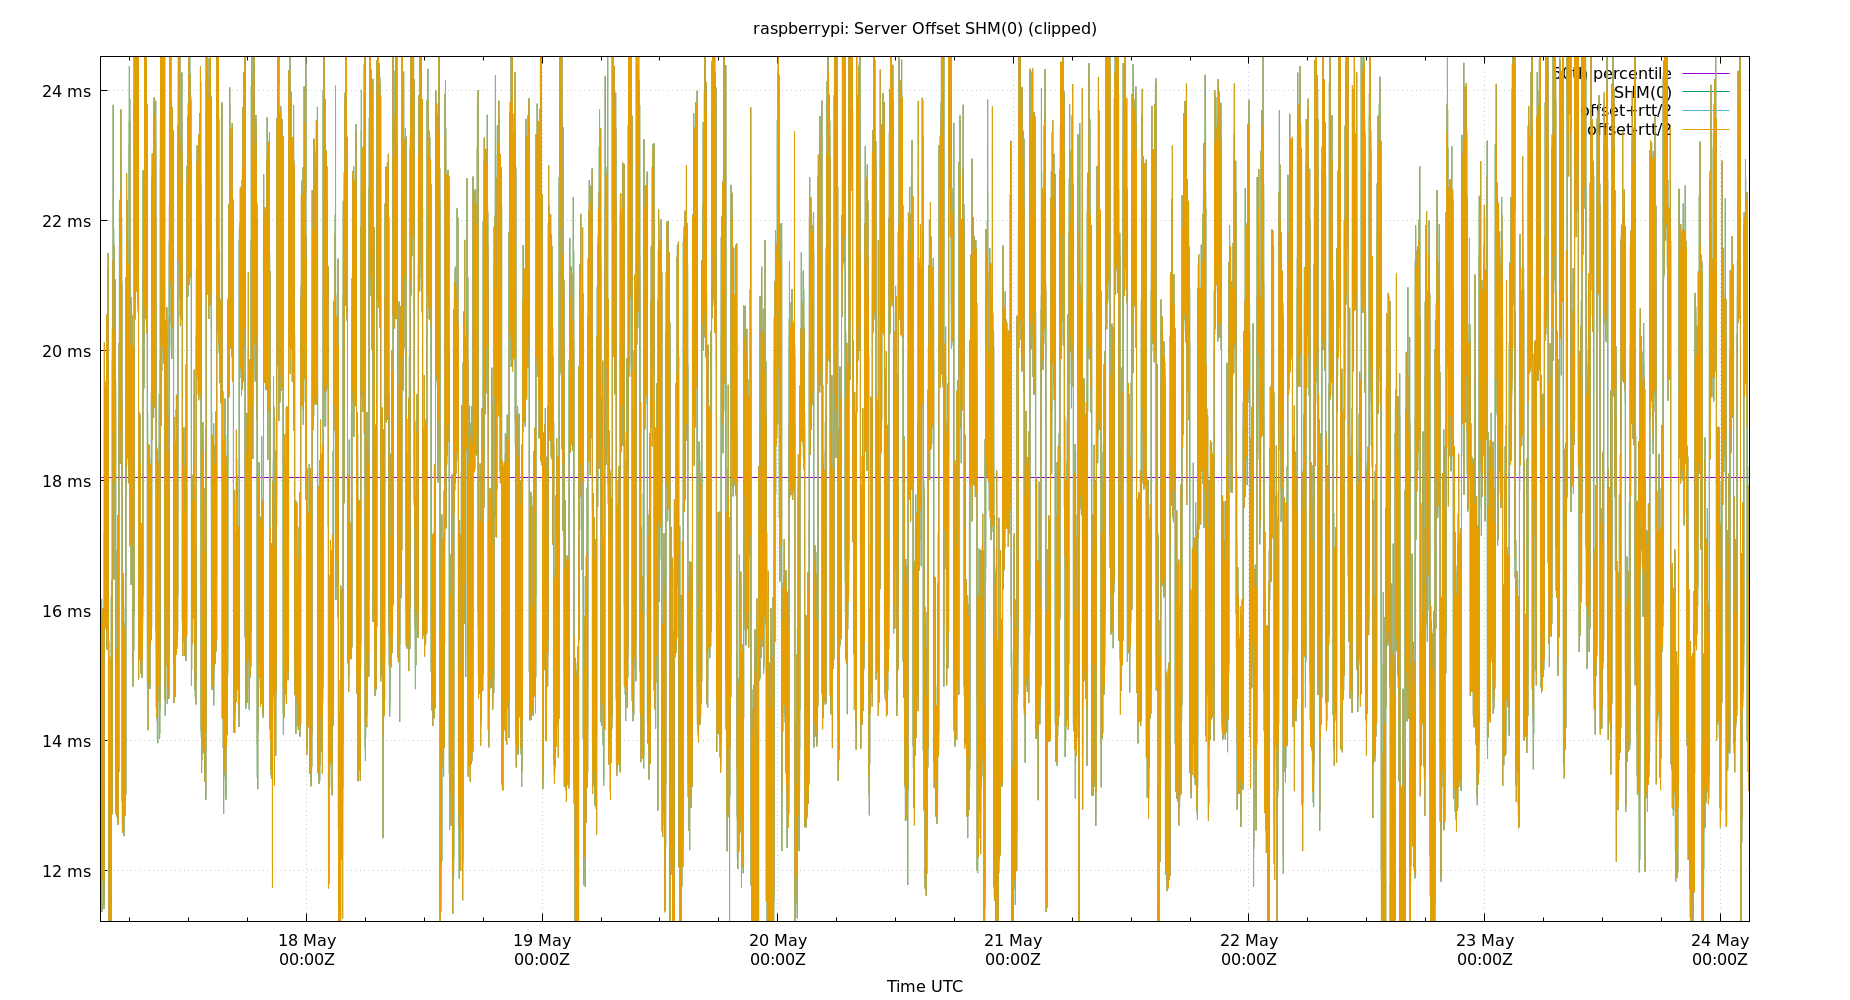 raspberrypi: Server Offset SHM(0) (clipped)
24 ms
22 ms
20 ms
18 ms
16 ms
14 ms
12 ms
50th percentile
SHM(0)
offset+rtt/2
offset-rtt/2
18 May 19 May 20 May 21 May 22 May 23 May 24 May
00:00Z 00:00Z 00:00Z 00:00Z 00:00Z 00:00Z 00:00Z
Time UTC